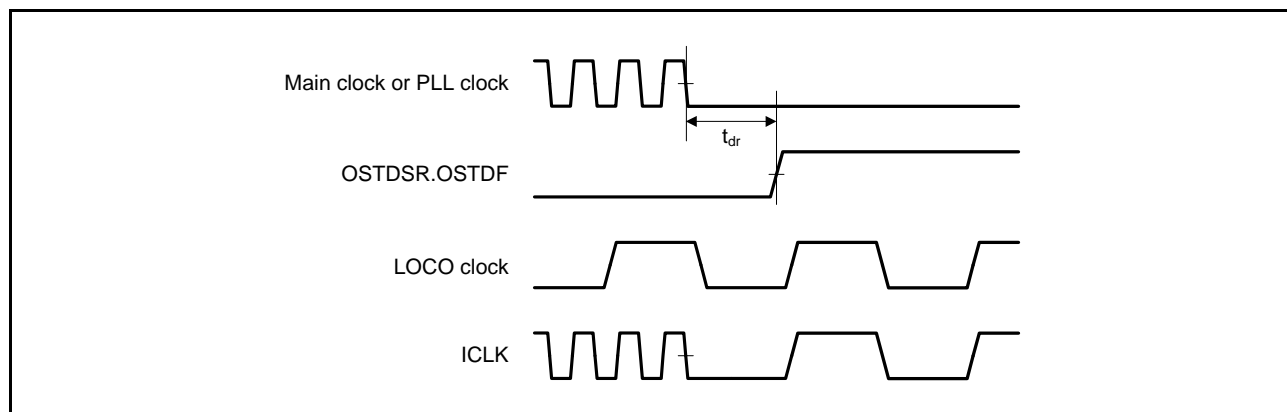 Main clock or PLL clock
tdr
OSTDSR.OSTDF
LOCO clock
ICLK